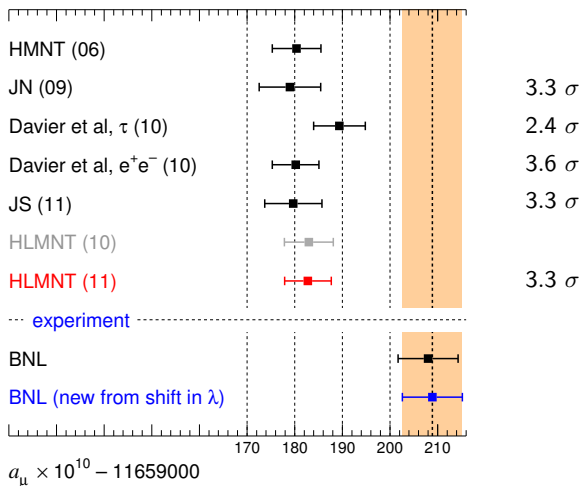 HMNT (06)
JN (09) 3.3 σ
Davier et al, τ (10) 2.4 σ
Davier et al, e⁺e⁻ (10) 3.6 σ
JS (11) 3.3 σ
HLMNT (10)
HLMNT (11) 3.3 σ
experiment
BNL
BNL (new from shift in λ)
170 180 190 200 210
aμ × 10¹⁰ – 11659000